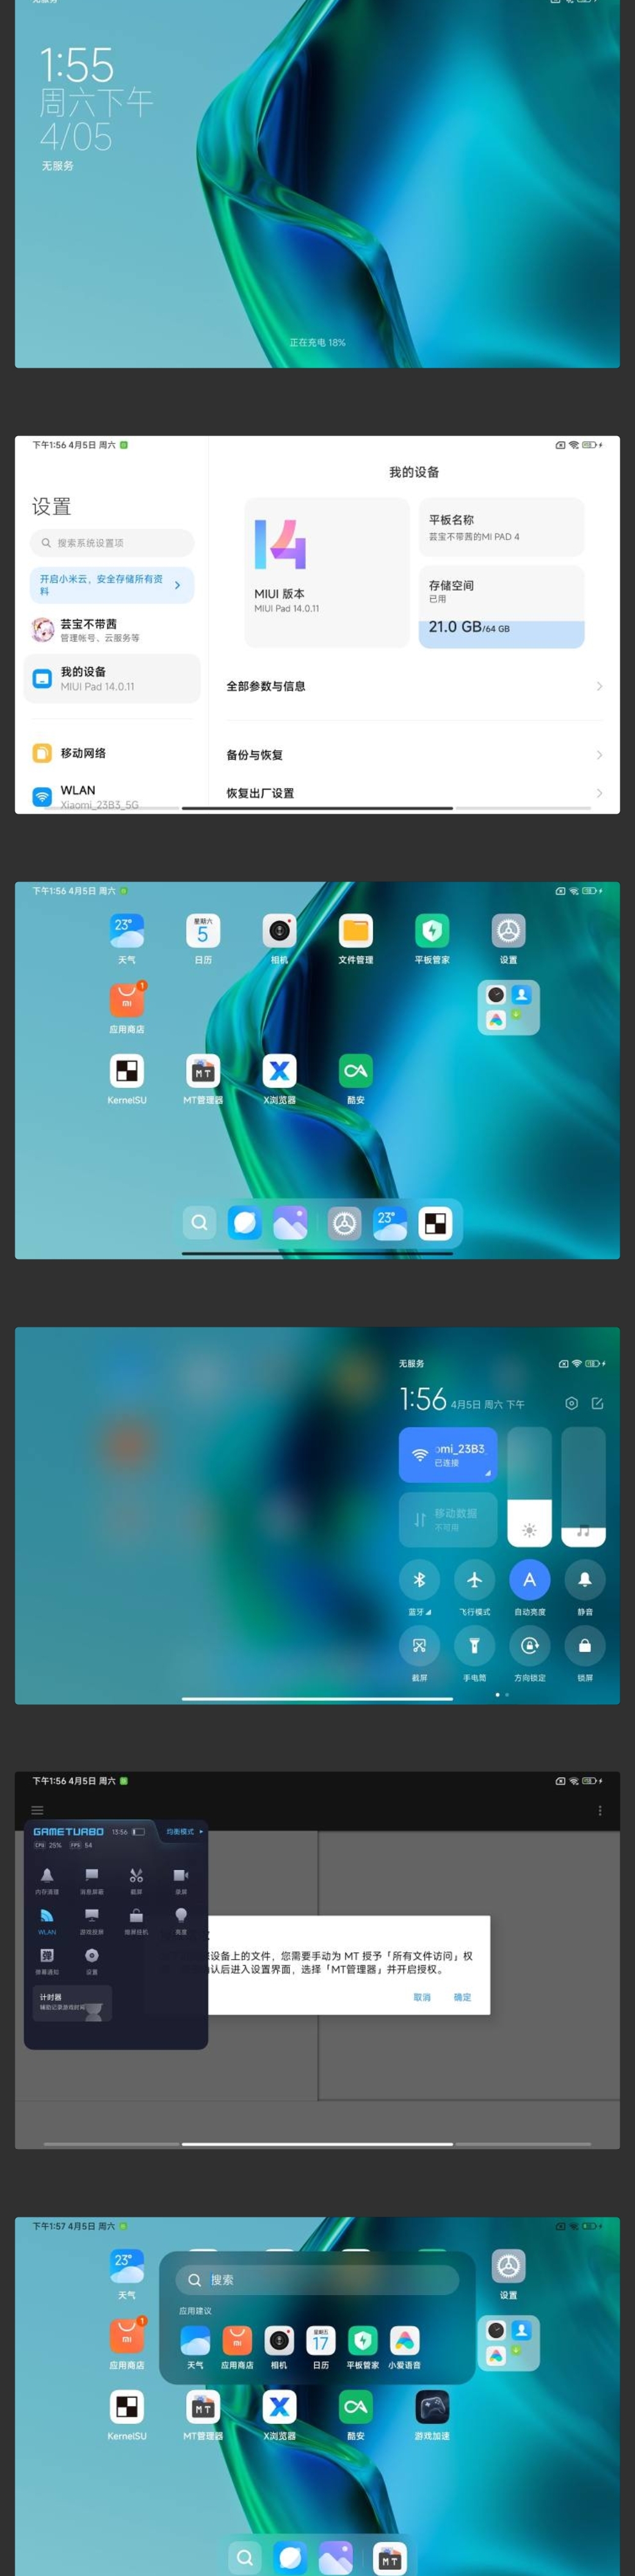 1:55
周六下午
4/05
无服务
正在充电 18%
下午1:56 4月5日 周六
设置
搜索系统设置项
开启小米云，安全存储所有资
料
芸宝不带茜
管理帐号、云服务等
我的设备
MIUI Pad 14.0.11
移动网络
WLAN
Xiaomi_23B3_5G
我的设备
MIUI 版本
MIUI Pad 14.0.11
平板名称
芸宝不带茜的MI PAD 4
存储空间
已用
21.0 GB/64 GB
全部参数与信息
备份与恢复
恢复出厂设置
下午1:56 4月5日 周六
23°
星期六
5
天气
日历
相机
文件管理
平板管家
设置
1
应用商店
MT
KernelSU
MT管理器
X浏览器
酷安
23°
无服务
1:56 4月5日 周六 下午
omi_23B3
已连接
移动数据
不可用
蓝牙
飞行模式
A
自动亮度
静音
截屏
手电筒
方向锁定
锁屏
下午1:56 4月5日 周六
GAMETURBO 13:56 均衡模式
CPU 25% FPS 54
内存清理
消息屏蔽
截屏
录屏
WLAN
游戏投屏
熄屏挂机
亮度
弹
弹幕通知
设置
计时器
辅助记录游戏时间
设备上的文件，您需要手动为 MT 授予「所有文件访问」权
认后进入设置界面，选择「MT管理器」并开启授权。
取消
确定
下午1:57 4月5日 周六
23°
天气
搜索
应用建议
星期五
17
天气
应用商店
相机
日历
平板管家
小爱语音
设置
1
应用商店
MT
KernelSU
MT管理器
X浏览器
酷安
游戏加速
MT